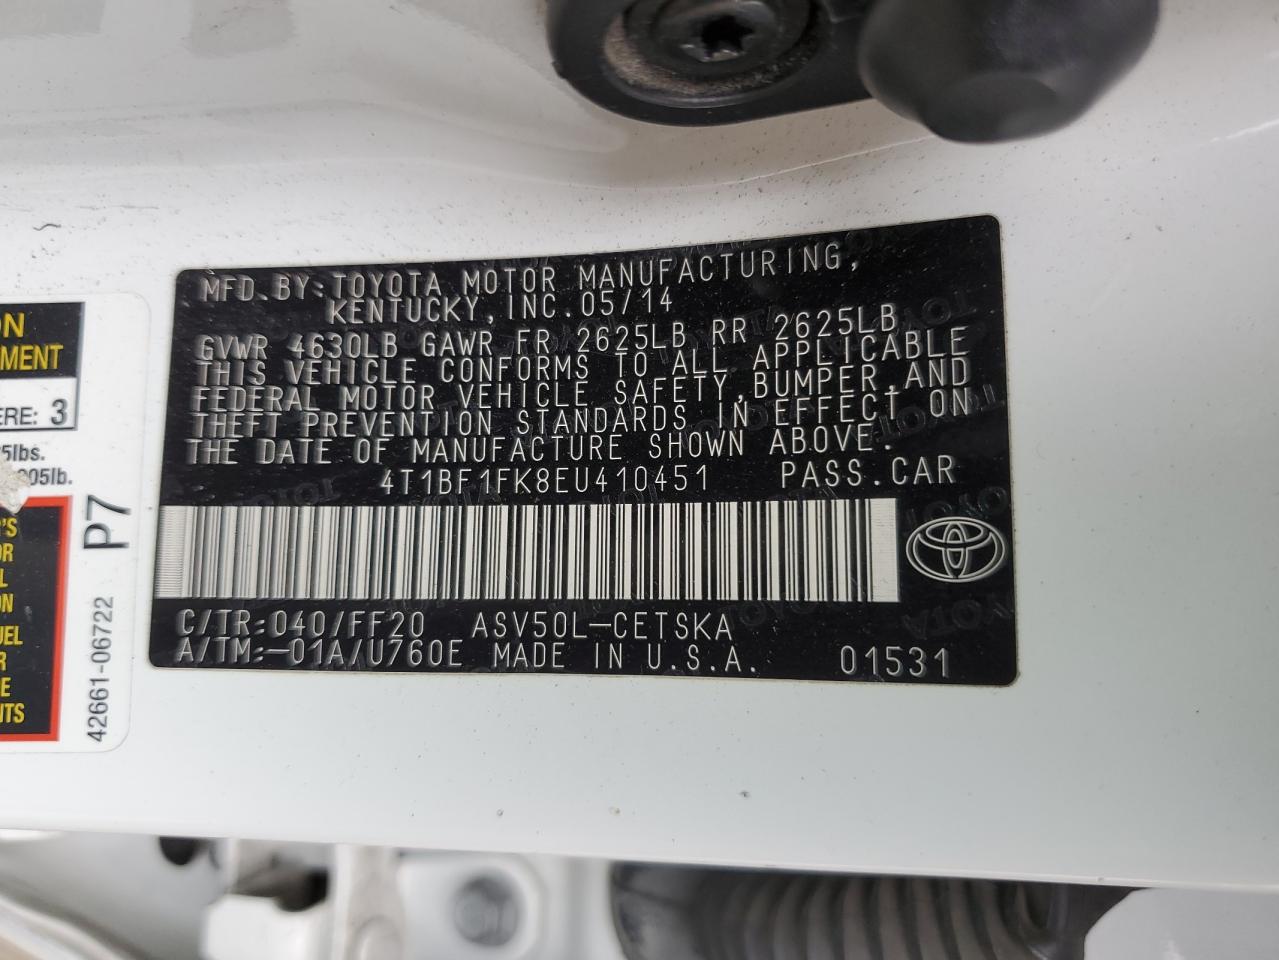 MFD. BY: TOYOTA MOTOR MANUFACTURING,
KENTUCKY, INC. 05/14
GVWR 4630LB GAWR FR 2625LB RR 2625LB
THIS VEHICLE CONFORMS TO ALL APPLICABLE
FEDERAL MOTOR VEHICLE SAFETY, BUMPER, AND
THEFT PREVENTION STANDARDS IN EFFECT ON
THE DATE OF MANUFACTURE SHOWN ABOVE.
4T1BF1FK8EU410451 PASS. CAR
C/TR: 040/FF20 ASV50L-CETSKA
A/TM:-01A/U760E MADE IN U.S.A. 01531
MENT
ERE: 3
lbs.
05lb.
P7
42661-06722